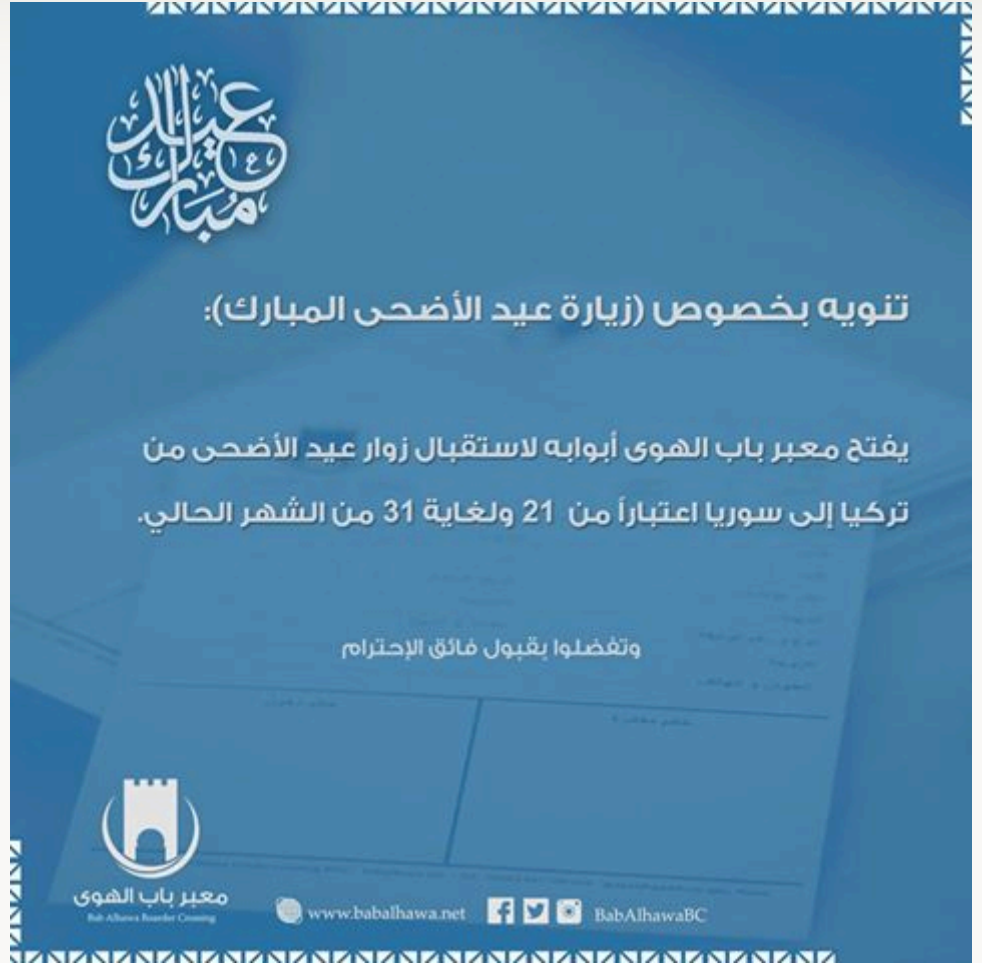 عيد مبارك
تنويه بخصوص (زيارة عيد الأضحى المبارك):
يفتح معبر باب الهوى أبوابه لاستقبال زوار عيد الأضحى من
تركيا إلى سوريا اعتباراً من 21 ولغاية 31 من الشهر الحالي.
وتفضلوا بقبول فائق الإحترام
معبر باب الهوى
Bab Alhawa Boarder Crossing
www.babalhawa.net
BabAlhawaBC